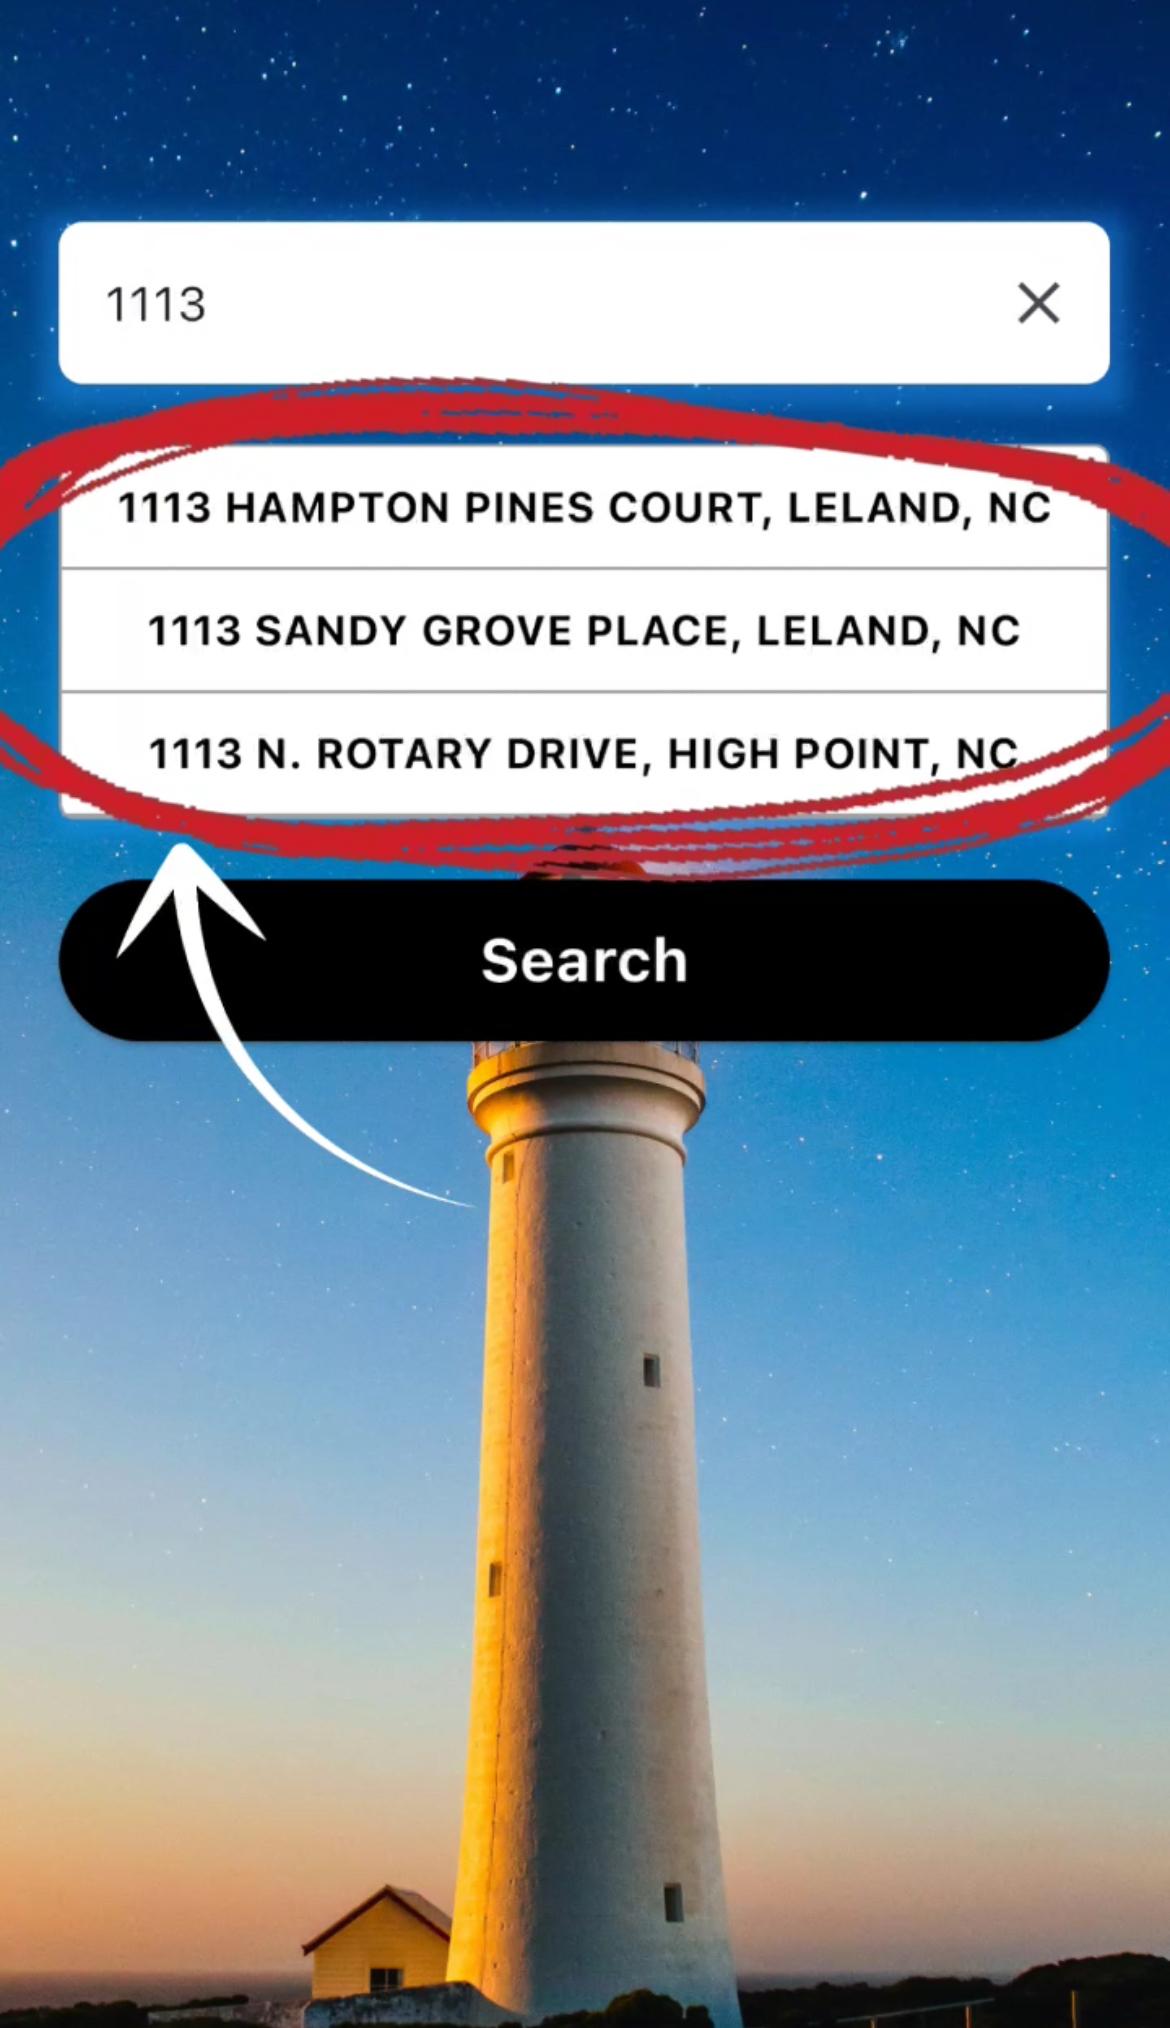 1113
1113 HAMPTON PINES COURT, LELAND, NC
1113 SANDY GROVE PLACE, LELAND, NC
1113 N. ROTARY DRIVE, HIGH POINT, NC
Search